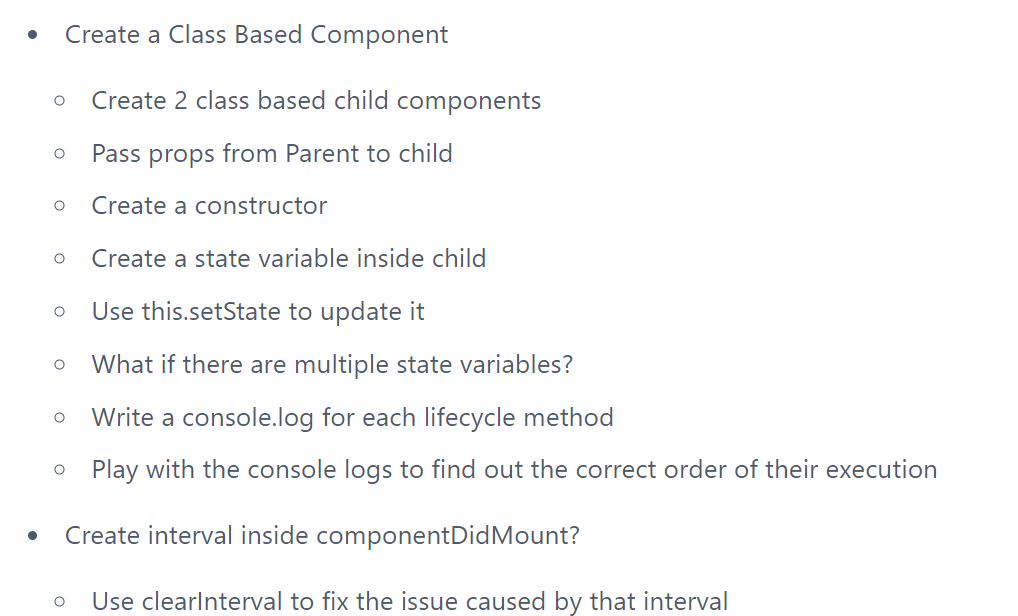 Create a Class Based Component
Create 2 class based child components
Pass props from Parent to child
Create a constructor
Create a state variable inside child
Use this.setState to update it
What if there are multiple state variables?
Write a console.log for each lifecycle method
Play with the console logs to find out the correct order of their execution
Create interval inside componentDidMount?
Use clearInterval to fix the issue caused by that interval